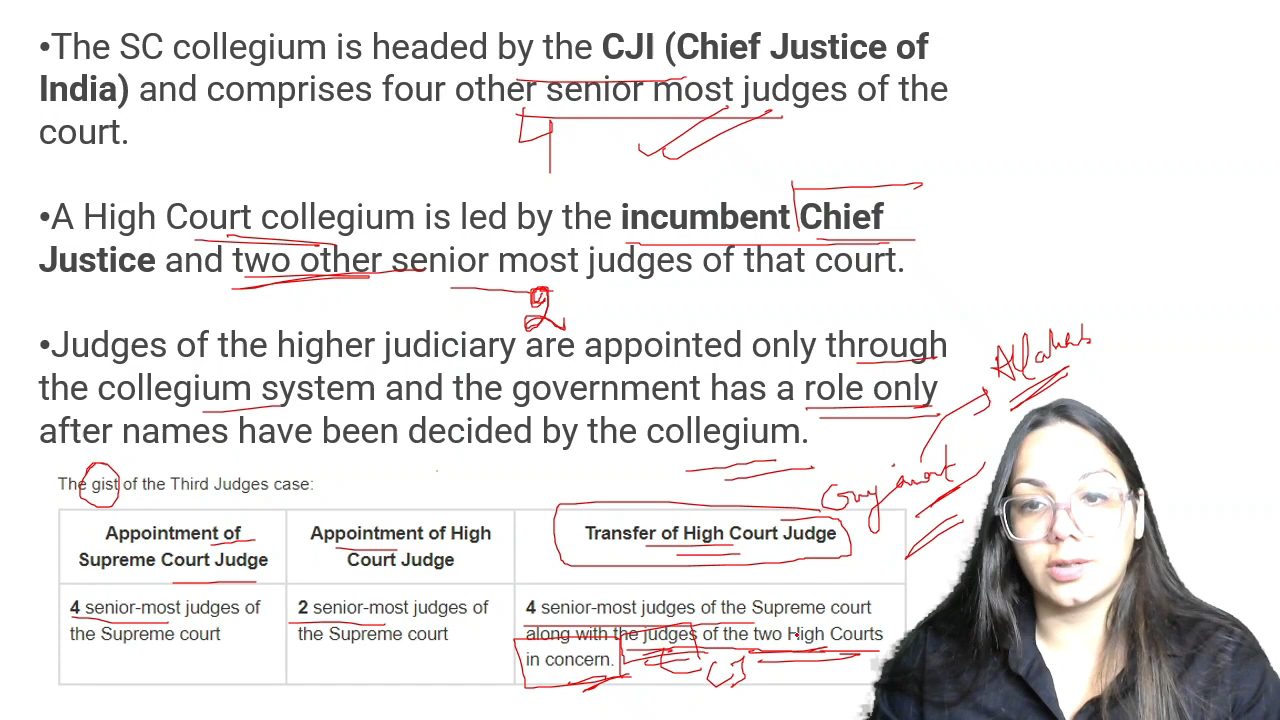 •The SC collegium is headed by the CJI (Chief Justice of
India) and comprises four other senior most judges of the
court.
4
•A High Court collegium is led by the incumbent Chief
Justice and two other senior most judges of that court.
2
•Judges of the higher judiciary are appointed only through
the collegium system and the government has a role only
after names have been decided by the collegium.
The gist of the Third Judges case:
Appointment of
Supreme Court Judge
Appointment of High
Court Judge
Transfer of High Court Judge
4 senior-most judges of
the Supreme court
2 senior-most judges of
the Supreme court
4 senior-most judges of the Supreme court
along with the judges of the two High Courts
in concern.
CJ